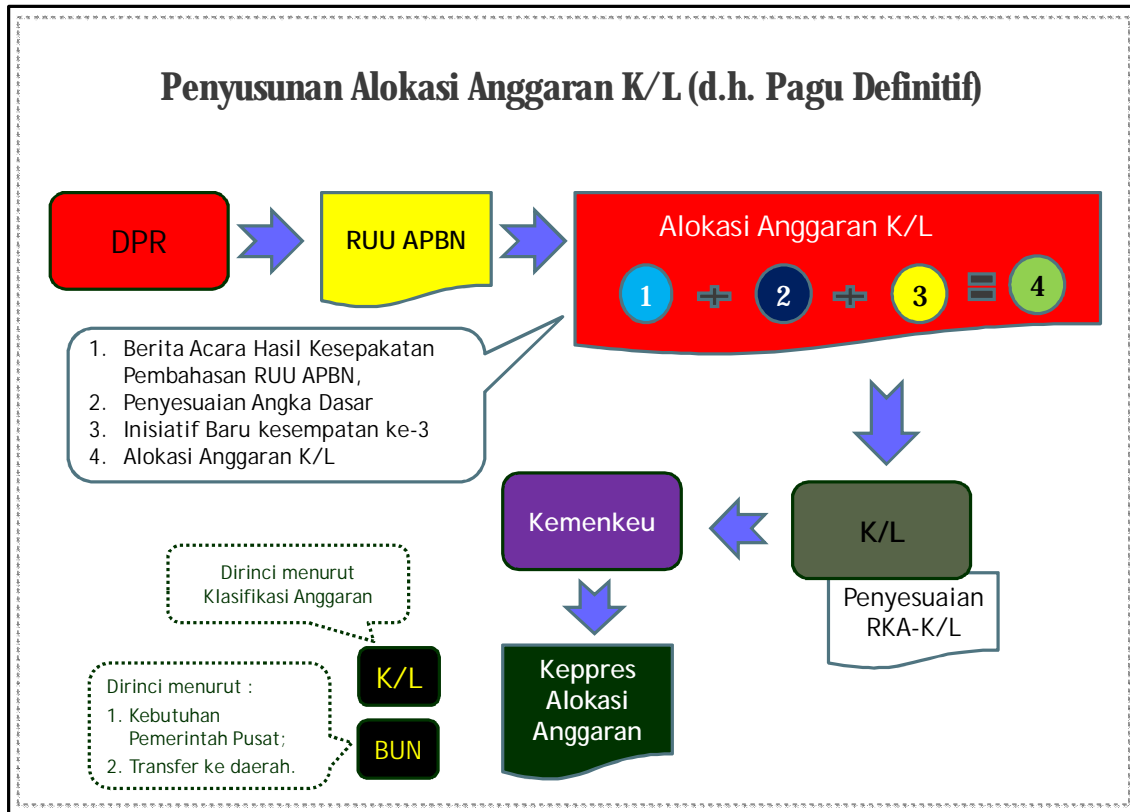 Penyusunan Alokasi Anggaran K/L (d.h. Pagu Definitif)
DPR
RUU APBN
Alokasi Anggaran K/L
1 + 2 + 3 = 4
1. Berita Acara Hasil Kesepakatan
Pembahasan RUU APBN,
2. Penyesuaian Angka Dasar
3. Inisiatif Baru kesempatan ke-3
4. Alokasi Anggaran K/L
Kemenkeu
K/L
Penyesuaian
RKA-K/L
Dirinci menurut
Klasifikasi Anggaran
K/L
Dirinci menurut :
1. Kebutuhan
Pemerintah Pusat;
2. Transfer ke daerah.
BUN
Keppres
Alokasi
Anggaran